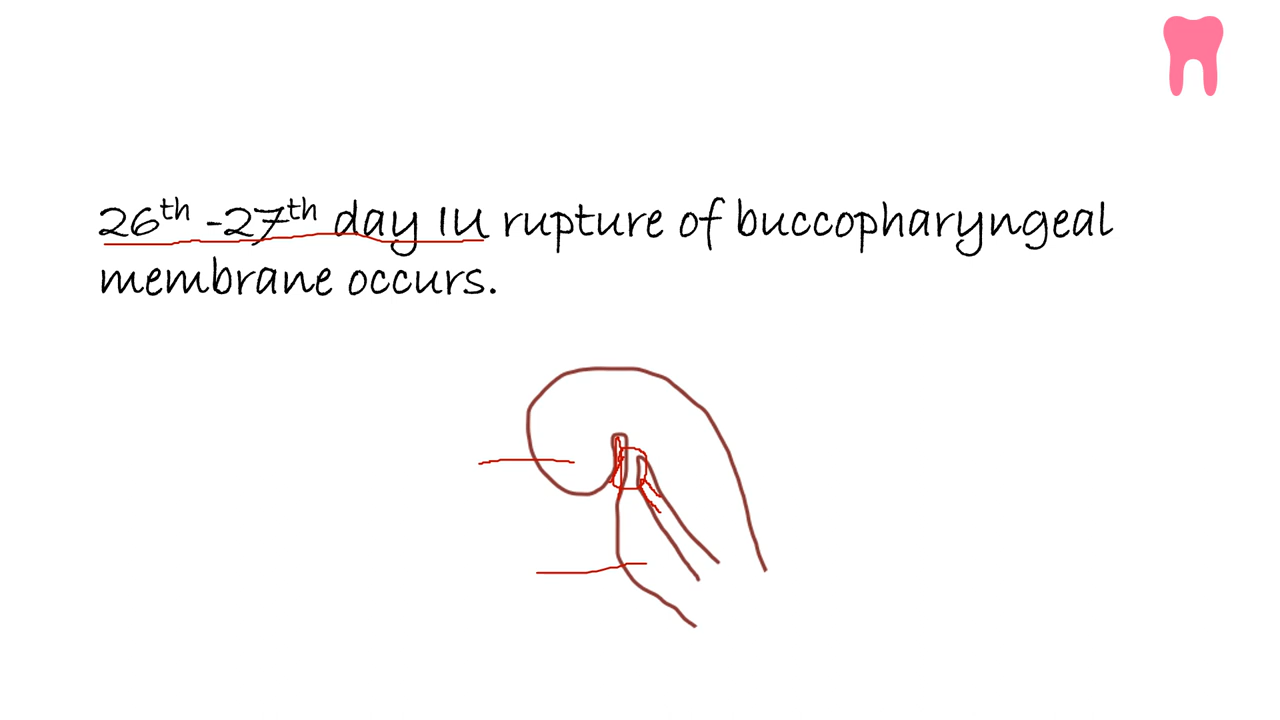 26th -27th day IU rupture of buccopharyngeal
membrane occurs.